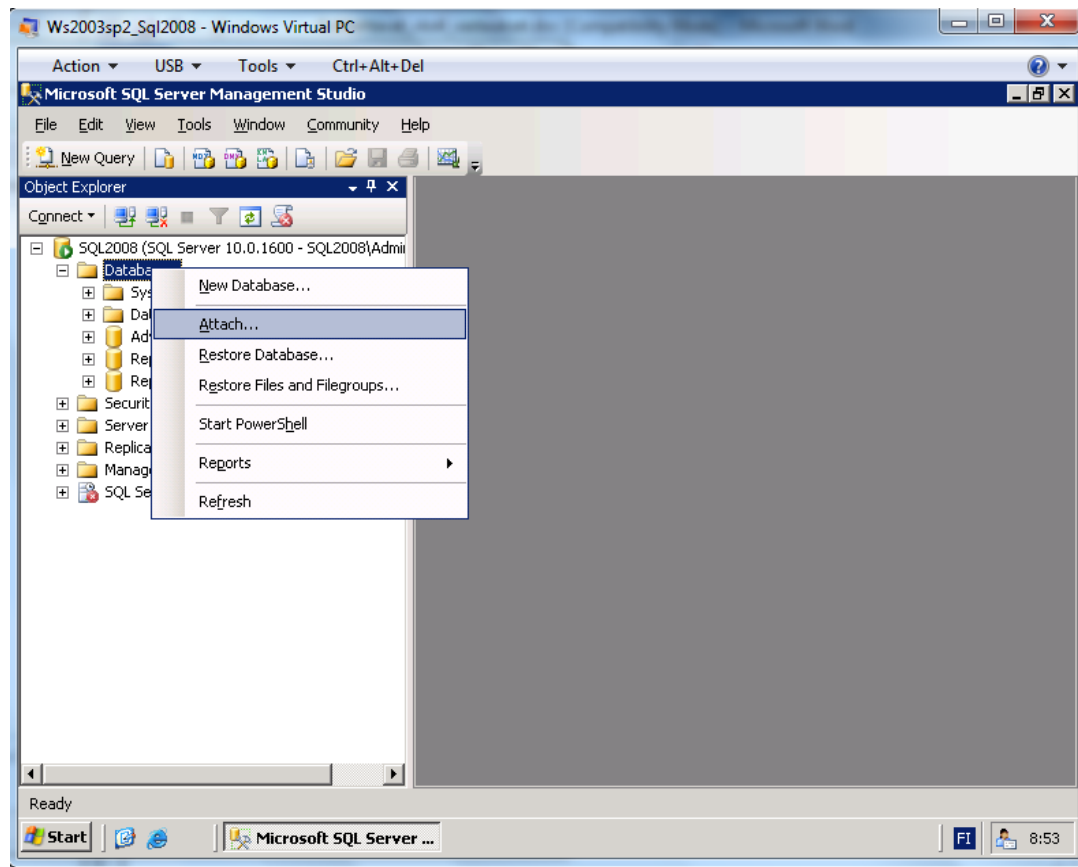 Ws2003sp2_Sql2008 - Windows Virtual PC
Action USB Tools Ctrl+Alt+Del
Microsoft SQL Server Management Studio
File Edit View Tools Window Community Help
New Query
Object Explorer
Connect
SQL2008 (SQL Server 10.0.1600 - SQL2008\Admi
Databa
Sys
Dat
Ad
Rep
Rep
Securit
Server
Replica
Manag
SQL Se
New Database...
Attach...
Restore Database...
Restore Files and Filegroups...
Start PowerShell
Reports
Refresh
Ready
Start Microsoft SQL Server ... FI 8:53